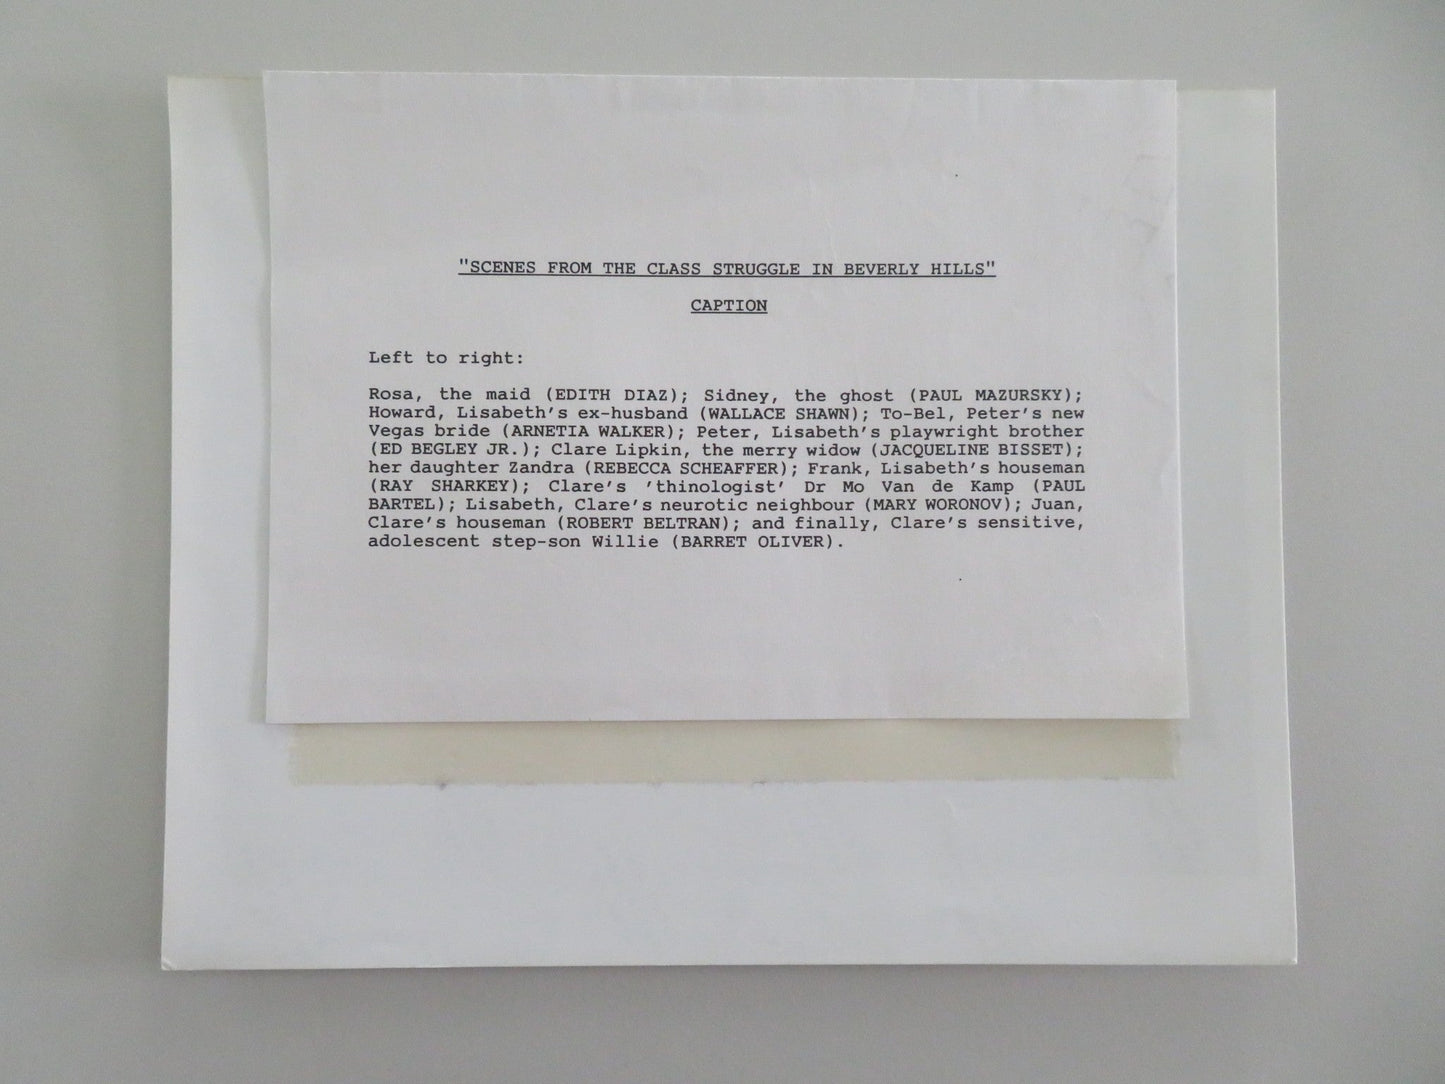 "SCENES FROM THE CLASS STRUGGLE IN BEVERLY HILLS"
CAPTION
Left to right:
Rosa, the maid (EDITH DIAZ); Sidney, the ghost (PAUL MAZURSKY);
Howard, Lisabeth's ex-husband (WALLACE SHAWN); To-Bel, Peter's new
Vegas bride (ARNETIA WALKER); Peter, Lisabeth's playwright brother
(ED BEGLEY JR.); Clare Lipkin, the merry widow (JACQUELINE BISSET);
her daughter Zandra (REBECCA SCHEAFFER); Frank, Lisabeth's houseman
(RAY SHARKEY); Clare's 'thinologist' Dr Mo Van de Kamp (PAUL
BARTEL); Lisabeth, Clare's neurotic neighbour (MARY WORONOV); Juan,
Clare's houseman (ROBERT BELTRAN); and finally, Clare's sensitive,
adolescent step-son Willie (BARRET OLIVER).